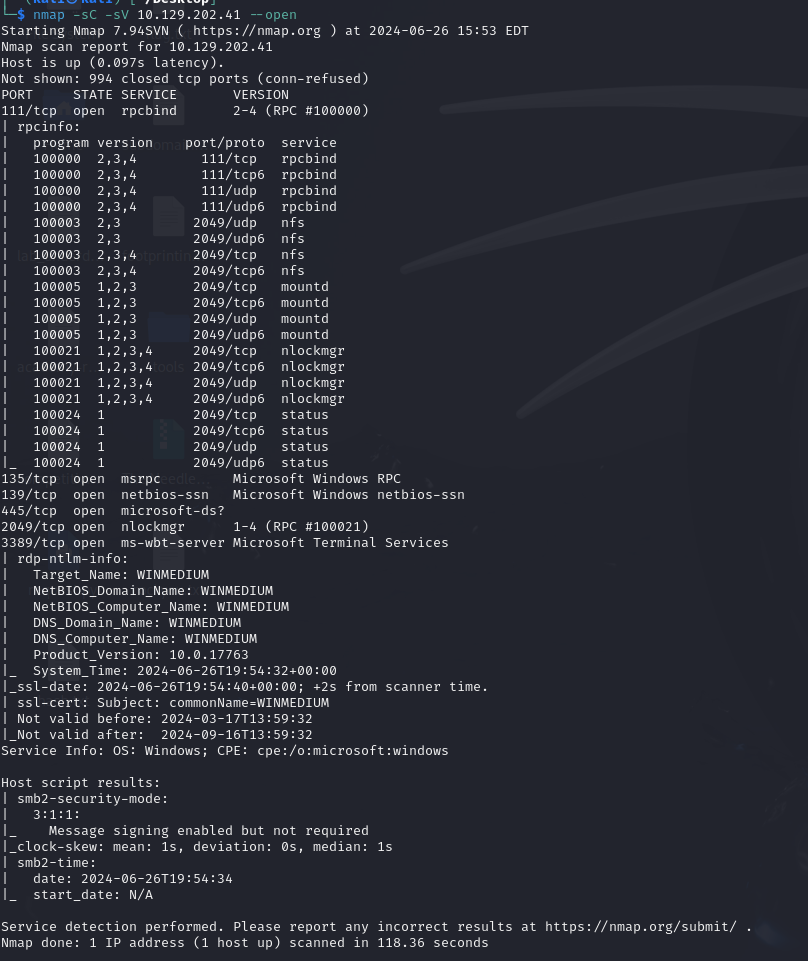 (kali㉿kali)-[~/Desktop]
└─$ nmap -sC -sV 10.129.202.41 --open
Starting Nmap 7.94SVN ( https://nmap.org ) at 2024-06-26 15:53 EDT
Nmap scan report for 10.129.202.41
Host is up (0.097s latency).
Not shown: 994 closed tcp ports (conn-refused)
PORT     STATE SERVICE       VERSION
111/tcp  open  rpcbind       2-4 (RPC #100000)
| rpcinfo:
|   program version    port/proto  service
|   100000  2,3,4        111/tcp   rpcbind
|   100000  2,3,4        111/tcp6  rpcbind
|   100000  2,3,4        111/udp   rpcbind
|   100000  2,3,4        111/udp6  rpcbind
|   100003  2,3         2049/udp   nfs
|   100003  2,3         2049/udp6  nfs
|   100003  2,3,4       2049/tcp   nfs
|   100003  2,3,4       2049/tcp6  nfs
|   100005  1,2,3       2049/tcp   mountd
|   100005  1,2,3       2049/tcp6  mountd
|   100005  1,2,3       2049/udp   mountd
|   100005  1,2,3       2049/udp6  mountd
|   100021  1,2,3,4     2049/tcp   nlockmgr
|   100021  1,2,3,4     2049/tcp6  nlockmgr
|   100021  1,2,3,4     2049/udp   nlockmgr
|   100021  1,2,3,4     2049/udp6  nlockmgr
|   100024  1           2049/tcp   status
|   100024  1           2049/tcp6  status
|   100024  1           2049/udp   status
|_  100024  1           2049/udp6  status
135/tcp  open  msrpc         Microsoft Windows RPC
139/tcp  open  netbios-ssn   Microsoft Windows netbios-ssn
445/tcp  open  microsoft-ds?
2049/tcp open  nlockmgr      1-4 (RPC #100021)
3389/tcp open  ms-wbt-server Microsoft Terminal Services
| rdp-ntlm-info:
|   Target_Name: WINMEDIUM
|   NetBIOS_Domain_Name: WINMEDIUM
|   NetBIOS_Computer_Name: WINMEDIUM
|   DNS_Domain_Name: WINMEDIUM
|   DNS_Computer_Name: WINMEDIUM
|   Product_Version: 10.0.17763
|_  System_Time: 2024-06-26T19:54:32+00:00
|_ssl-date: 2024-06-26T19:54:40+00:00; +2s from scanner time.
| ssl-cert: Subject: commonName=WINMEDIUM
| Not valid before: 2024-03-17T13:59:32
|_Not valid after:  2024-09-16T13:59:32
Service Info: OS: Windows; CPE: cpe:/o:microsoft:windows

Host script results:
| smb2-security-mode:
|   3:1:1:
|_    Message signing enabled but not required
|_clock-skew: mean: 1s, deviation: 0s, median: 1s
| smb2-time:
|   date: 2024-06-26T19:54:34
|_  start_date: N/A

Service detection performed. Please report any incorrect results at https://nmap.org/submit/ .
Nmap done: 1 IP address (1 host up) scanned in 118.36 seconds